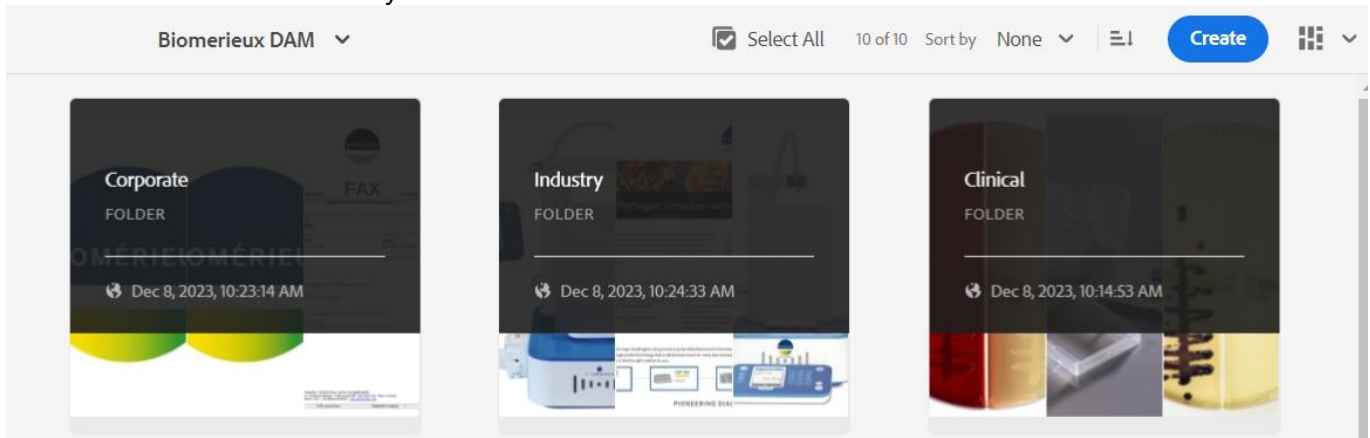 y
Biomerieux DAM Select All 10 of 10 Sort by None Create
Corporate
FOLDER
FAX
OMÉRIE OMÉRIE
Dec 8, 2023, 10:23:14 AM
Industry
FOLDER
Dec 8, 2023, 10:24:33 AM
PIONEERING DIA
Clinical
FOLDER
Dec 8, 2023, 10:14:53 AM